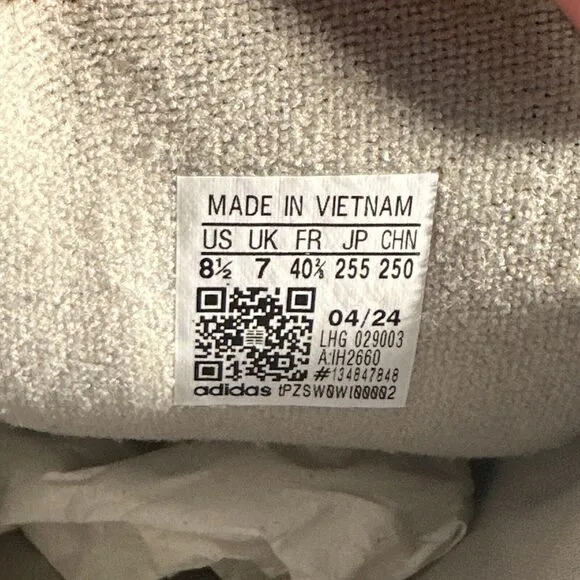 MADE IN VIETNAM
US UK FR JP CHN
8½ 7 40⅔ 255 250
04/24
LHG 029003
A:IH2660
#134847848
adidas tPZSW0Wl00002